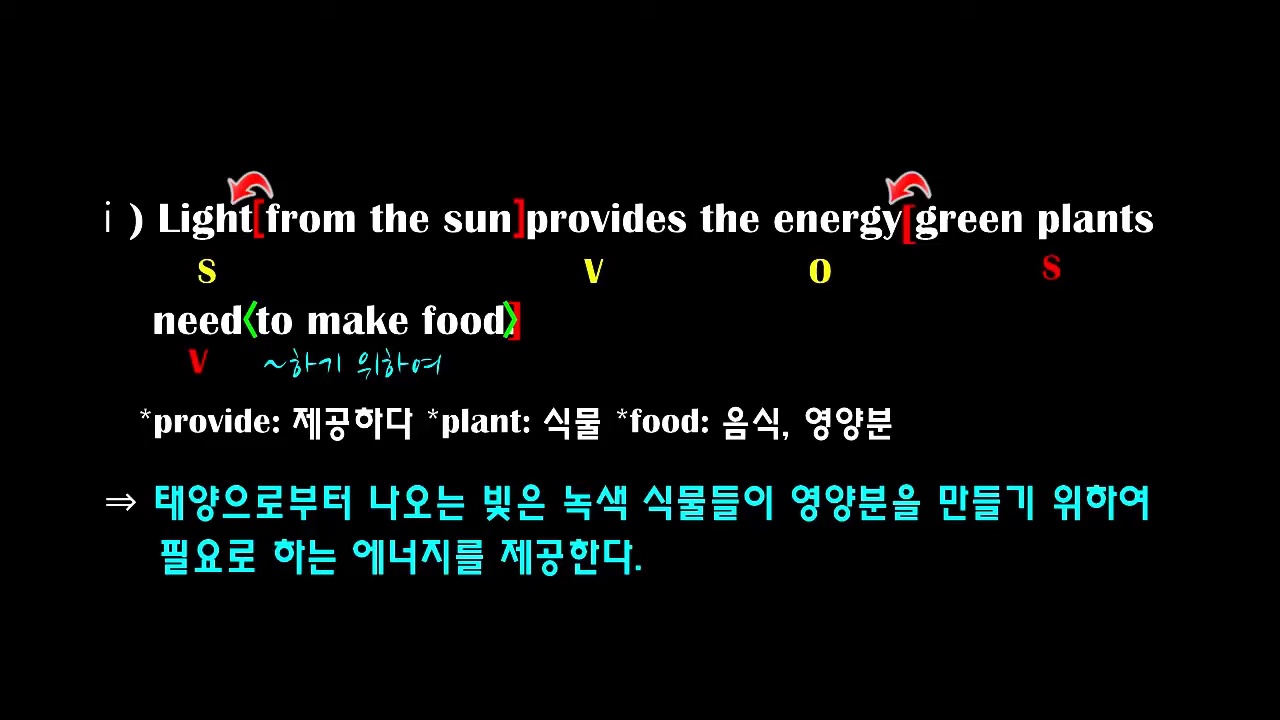 ⅰ) Light[from the sun]provides the energy[green plants
S V O S
need〈to make food.〉]
V ~하기 위하여
*provide: 제공하다 *plant: 식물 *food: 음식, 영양분
⇒ 태양으로부터 나오는 빛은 녹색 식물들이 영양분을 만들기 위하여
필요로 하는 에너지를 제공한다.